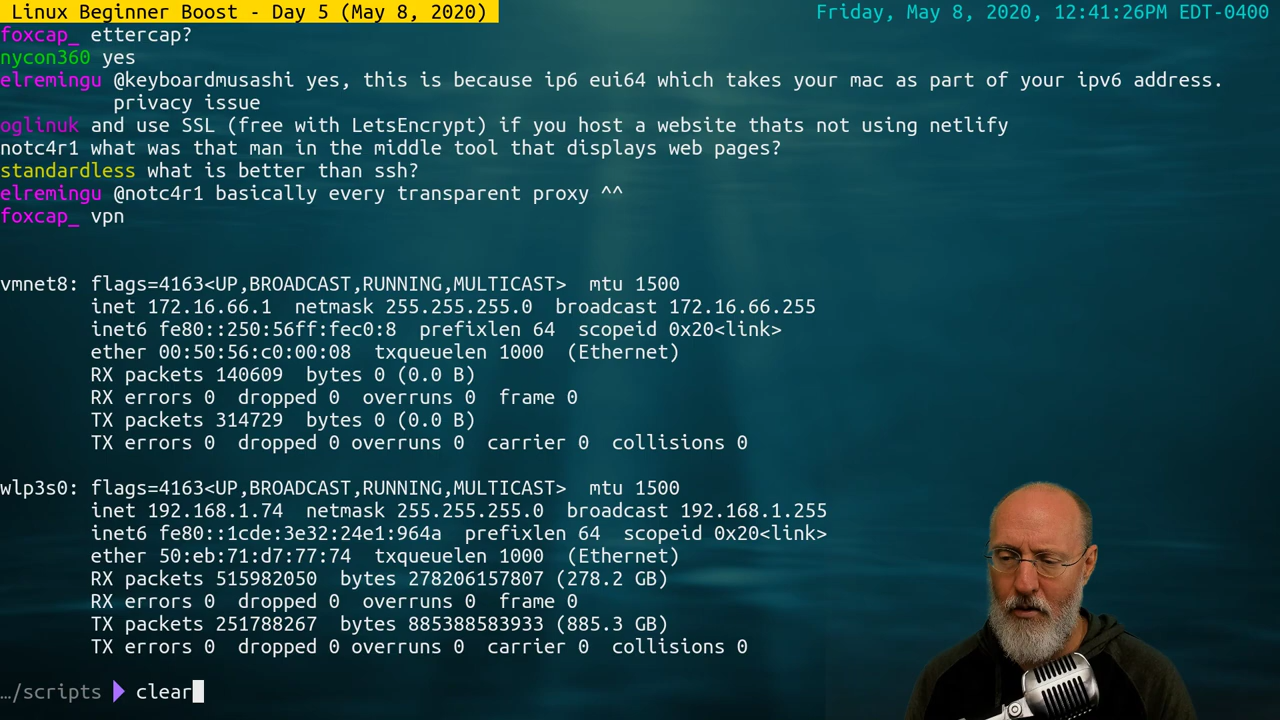 Linux Beginner Boost - Day 5 (May 8, 2020)
Friday, May 8, 2020, 12:41:26PM EDT-0400
foxcap_ ettercap?
nycon360 yes
elremingu @keyboardmusashi yes, this is because ip6 eui64 which takes your mac as part of your ipv6 address.
privacy issue
oglinuk and use SSL (free with LetsEncrypt) if you host a website thats not using netlify
notc4r1 what was that man in the middle tool that displays web pages?
standardless what is better than ssh?
elremingu @notc4r1 basically every transparent proxy ^^
foxcap_ vpn
vmnet8: flags=4163<UP,BROADCAST,RUNNING,MULTICAST>  mtu 1500
inet 172.16.66.1  netmask 255.255.255.0  broadcast 172.16.66.255
inet6 fe80::250:56ff:fec0:8  prefixlen 64  scopeid 0x20<link>
ether 00:50:56:c0:00:08  txqueuelen 1000  (Ethernet)
RX packets 140609  bytes 0 (0.0 B)
RX errors 0  dropped 0  overruns 0  frame 0
TX packets 314729  bytes 0 (0.0 B)
TX errors 0  dropped 0 overruns 0  carrier 0  collisions 0
wlp3s0: flags=4163<UP,BROADCAST,RUNNING,MULTICAST>  mtu 1500
inet 192.168.1.74  netmask 255.255.255.0  broadcast 192.168.1.255
inet6 fe80::1cde:3e32:24e1:964a  prefixlen 64  scopeid 0x20<link>
ether 50:eb:71:d7:77:74  txqueuelen 1000  (Ethernet)
RX packets 515982050  bytes 278206157807 (278.2 GB)
RX errors 0  dropped 0  overruns 0  frame 0
TX packets 251788267  bytes 885388583933 (885.3 GB)
TX errors 0  dropped 0 overruns 0  carrier 0  collisions 0
…/scripts clear